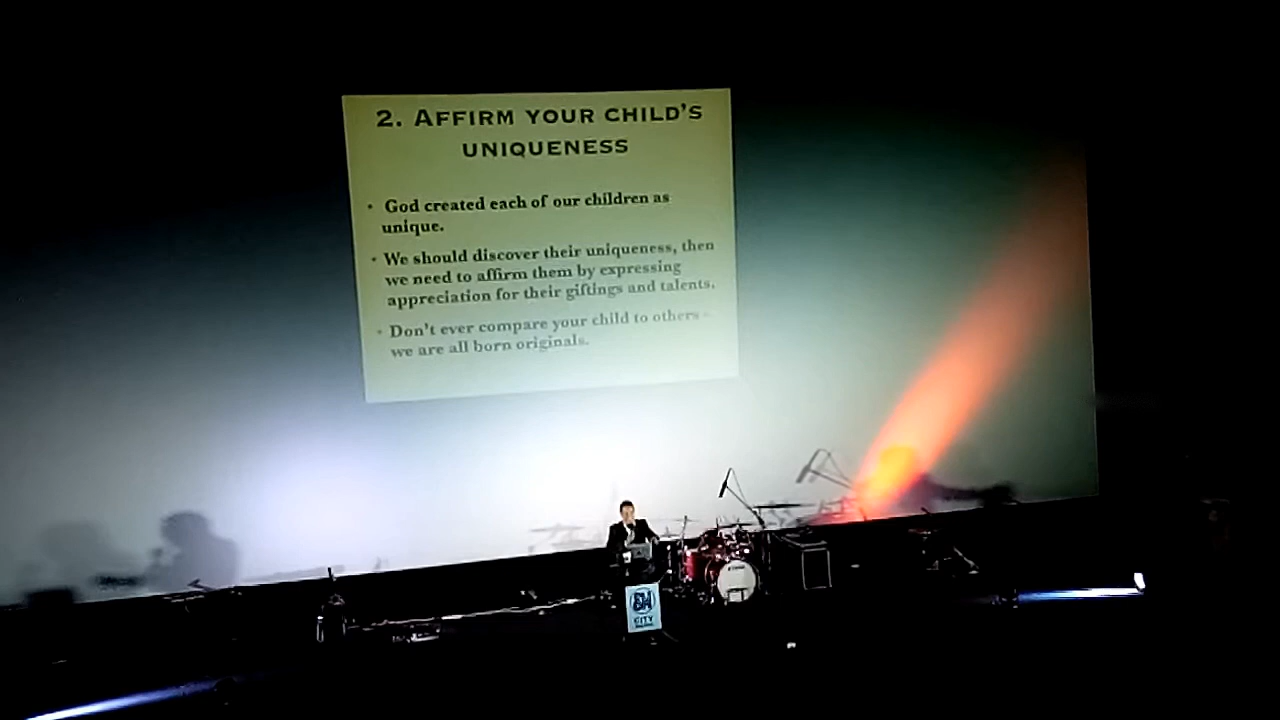 2. AFFIRM YOUR CHILD'S
UNIQUENESS
• God created each of our children as
unique.
• We should discover their uniqueness, then
we need to affirm them by expressing
appreciation for their giftings and talents.
• Don't ever compare your child to others -
we are all born originals.
SM
CITY